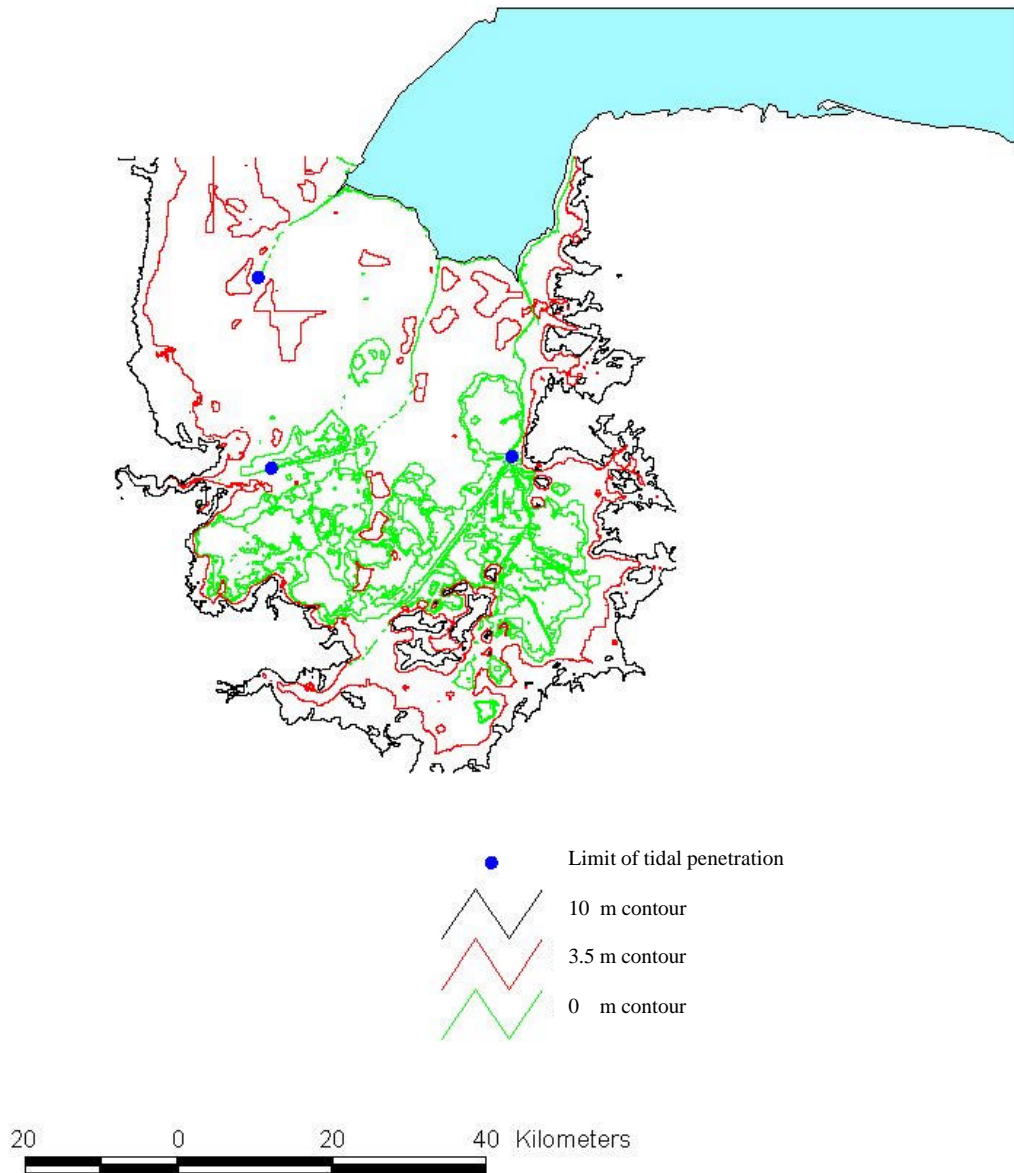 Limit of tidal penetration
10 m contour
3.5 m contour
0 m contour
20 0 20 40 Kilometers